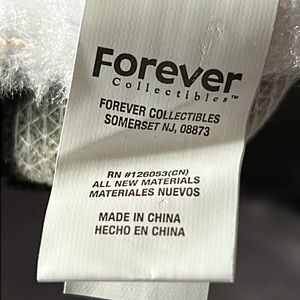 Forever
Collectibles™
FOREVER COLLECTIBLES
SOMERSET NJ, 08873
RN #126053(CN)
ALL NEW MATERIALS
MATERIALES NUEVOS
MADE IN CHINA
HECHO EN CHINA